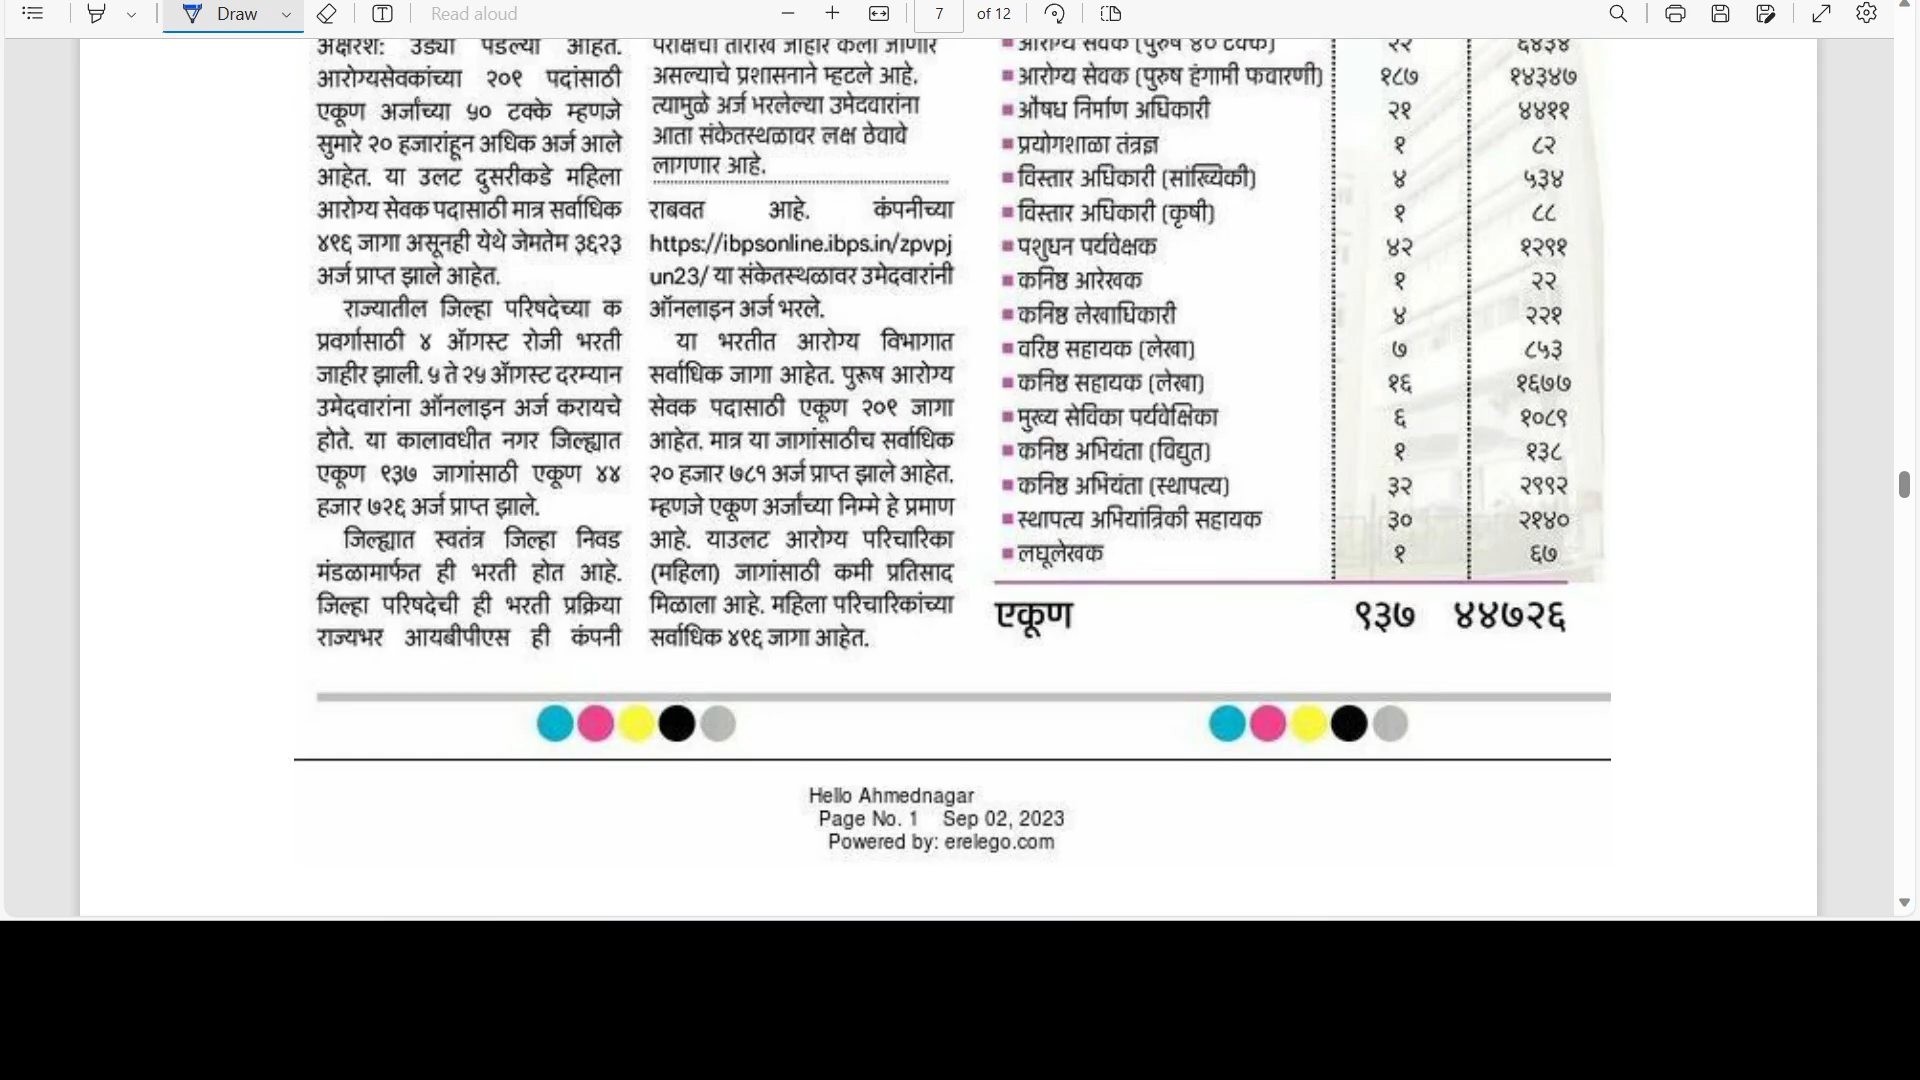 Draw
Read aloud
7 of 12
अक्षरश: उड्या पडल्या आहेत.
आरोग्यसेवकांच्या २०९ पदांसाठी
एकूण अर्जांच्या ५० टक्के म्हणजे
सुमारे २० हजारांहून अधिक अर्ज आले
आहेत. या उलट दुसरीकडे महिला
आरोग्य सेवक पदासाठी मात्र सर्वाधिक
४९६ जागा असूनही येथे जेमतेम ३६२३
अर्ज प्राप्त झाले आहेत.
राज्यातील जिल्हा परिषदेच्या क
प्रवर्गासाठी ४ ऑगस्ट रोजी भरती
जाहीर झाली. ५ ते २५ ऑगस्ट दरम्यान
उमेदवारांना ऑनलाइन अर्ज करायचे
होते. या कालावधीत नगर जिल्ह्यात
एकूण ९३७ जागांसाठी एकूण ४४
हजार ७२६ अर्ज प्राप्त झाले.
जिल्ह्यात स्वतंत्र जिल्हा निवड
मंडळामार्फत ही भरती होत आहे.
जिल्हा परिषदेची ही भरती प्रक्रिया
राज्यभर आयबीपीएस ही कंपनी
परीक्षेची तारीख जाहीर केली जाणार
असल्याचे प्रशासनाने म्हटले आहे.
त्यामुळे अर्ज भरलेल्या उमेदवारांना
आता संकेतस्थळावर लक्ष ठेवावे
लागणार आहे.
राबवत आहे. कंपनीच्या
https://ibpsonline.ibps.in/zpvpj
un23/ या संकेतस्थळावर उमेदवारांनी
ऑनलाइन अर्ज भरले.
या भरतीत आरोग्य विभागात
सर्वाधिक जागा आहेत. पुरूष आरोग्य
सेवक पदासाठी एकूण २०९ जागा
आहेत. मात्र या जागांसाठीच सर्वाधिक
२० हजार ७८१ अर्ज प्राप्त झाले आहेत.
म्हणजे एकूण अर्जांच्या निम्मे हे प्रमाण
आहे. याउलट आरोग्य परिचारिका
(महिला) जागांसाठी कमी प्रतिसाद
मिळाला आहे. महिला परिचारिकांच्या
सर्वाधिक ४९६ जागा आहेत.
आरोग्य सेवक (पुरुष ४० टक्के) २२ ६४३४
आरोग्य सेवक (पुरुष हंगामी फवारणी) १८७ १४३४७
औषध निर्माण अधिकारी २१ ४४११
प्रयोगशाळा तंत्रज्ञ १ ८२
विस्तार अधिकारी (सांख्यिकी) ४ ५३४
विस्तार अधिकारी (कृषी) १ ८८
पशुधन पर्यवेक्षक ४२ १२९१
कनिष्ठ आरेखक १ २२
कनिष्ठ लेखाधिकारी ४ २२१
वरिष्ठ सहायक (लेखा) ७ ८५३
कनिष्ठ सहायक (लेखा) १६ १६७७
मुख्य सेविका पर्यवेक्षिका ६ १०८९
कनिष्ठ अभियंता (विद्युत) १ १३८
कनिष्ठ अभियंता (स्थापत्य) ३२ २९९२
स्थापत्य अभियांत्रिकी सहायक ३० २१४०
लघूलेखक १ ६७
एकूण ९३७ ४४७२६
Hello Ahmednagar
Page No. 1 Sep 02, 2023
Powered by: erelego.com